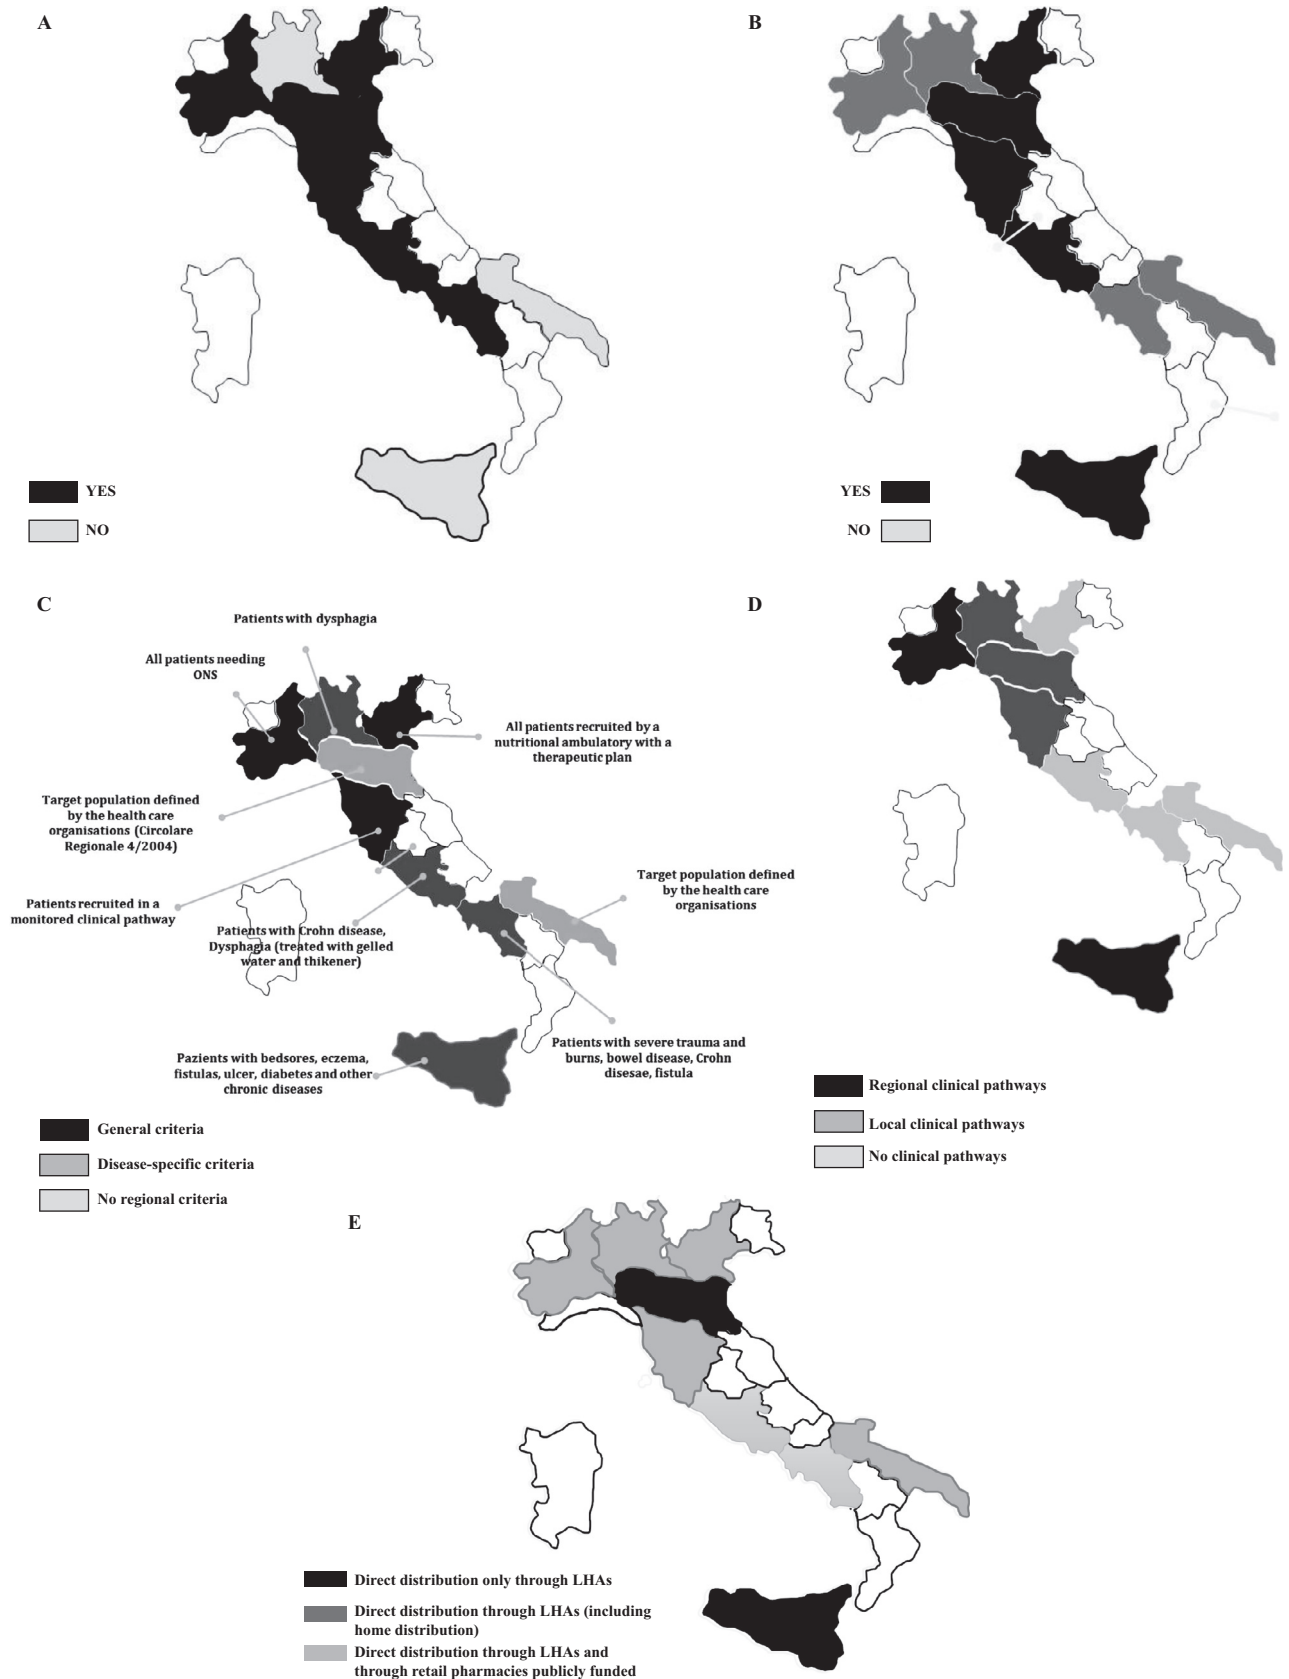 A
B
YES
NO
YES
NO
C
Patients with dysphagia
All patients needing
ONS
All patients recruited by a
nutritional ambulatory with a
therapeutic plan
Target population defined
by the health care
organisations (Circolare
Regionale 4/2004)
Patients recruited in a
monitored clinical pathway
Patients with Crohn disease,
Dysphagia (treated with gelled
water and thikener)
Target population defined
by the health care
organisations
Pazients with bedsores, eczema,
fistulas, ulcer, diabetes and other
chronic diseases
Patients with severe trauma and
burns, bowel disease, Crohn
disesae, fistula
General criteria
Disease-specific criteria
No regional criteria
D
Regional clinical pathways
Local clinical pathways
No clinical pathways
E
Direct distribution only through LHAs
Direct distribution through LHAs (including
home distribution)
Direct distribution through LHAs and
through retail pharmacies publicly funded